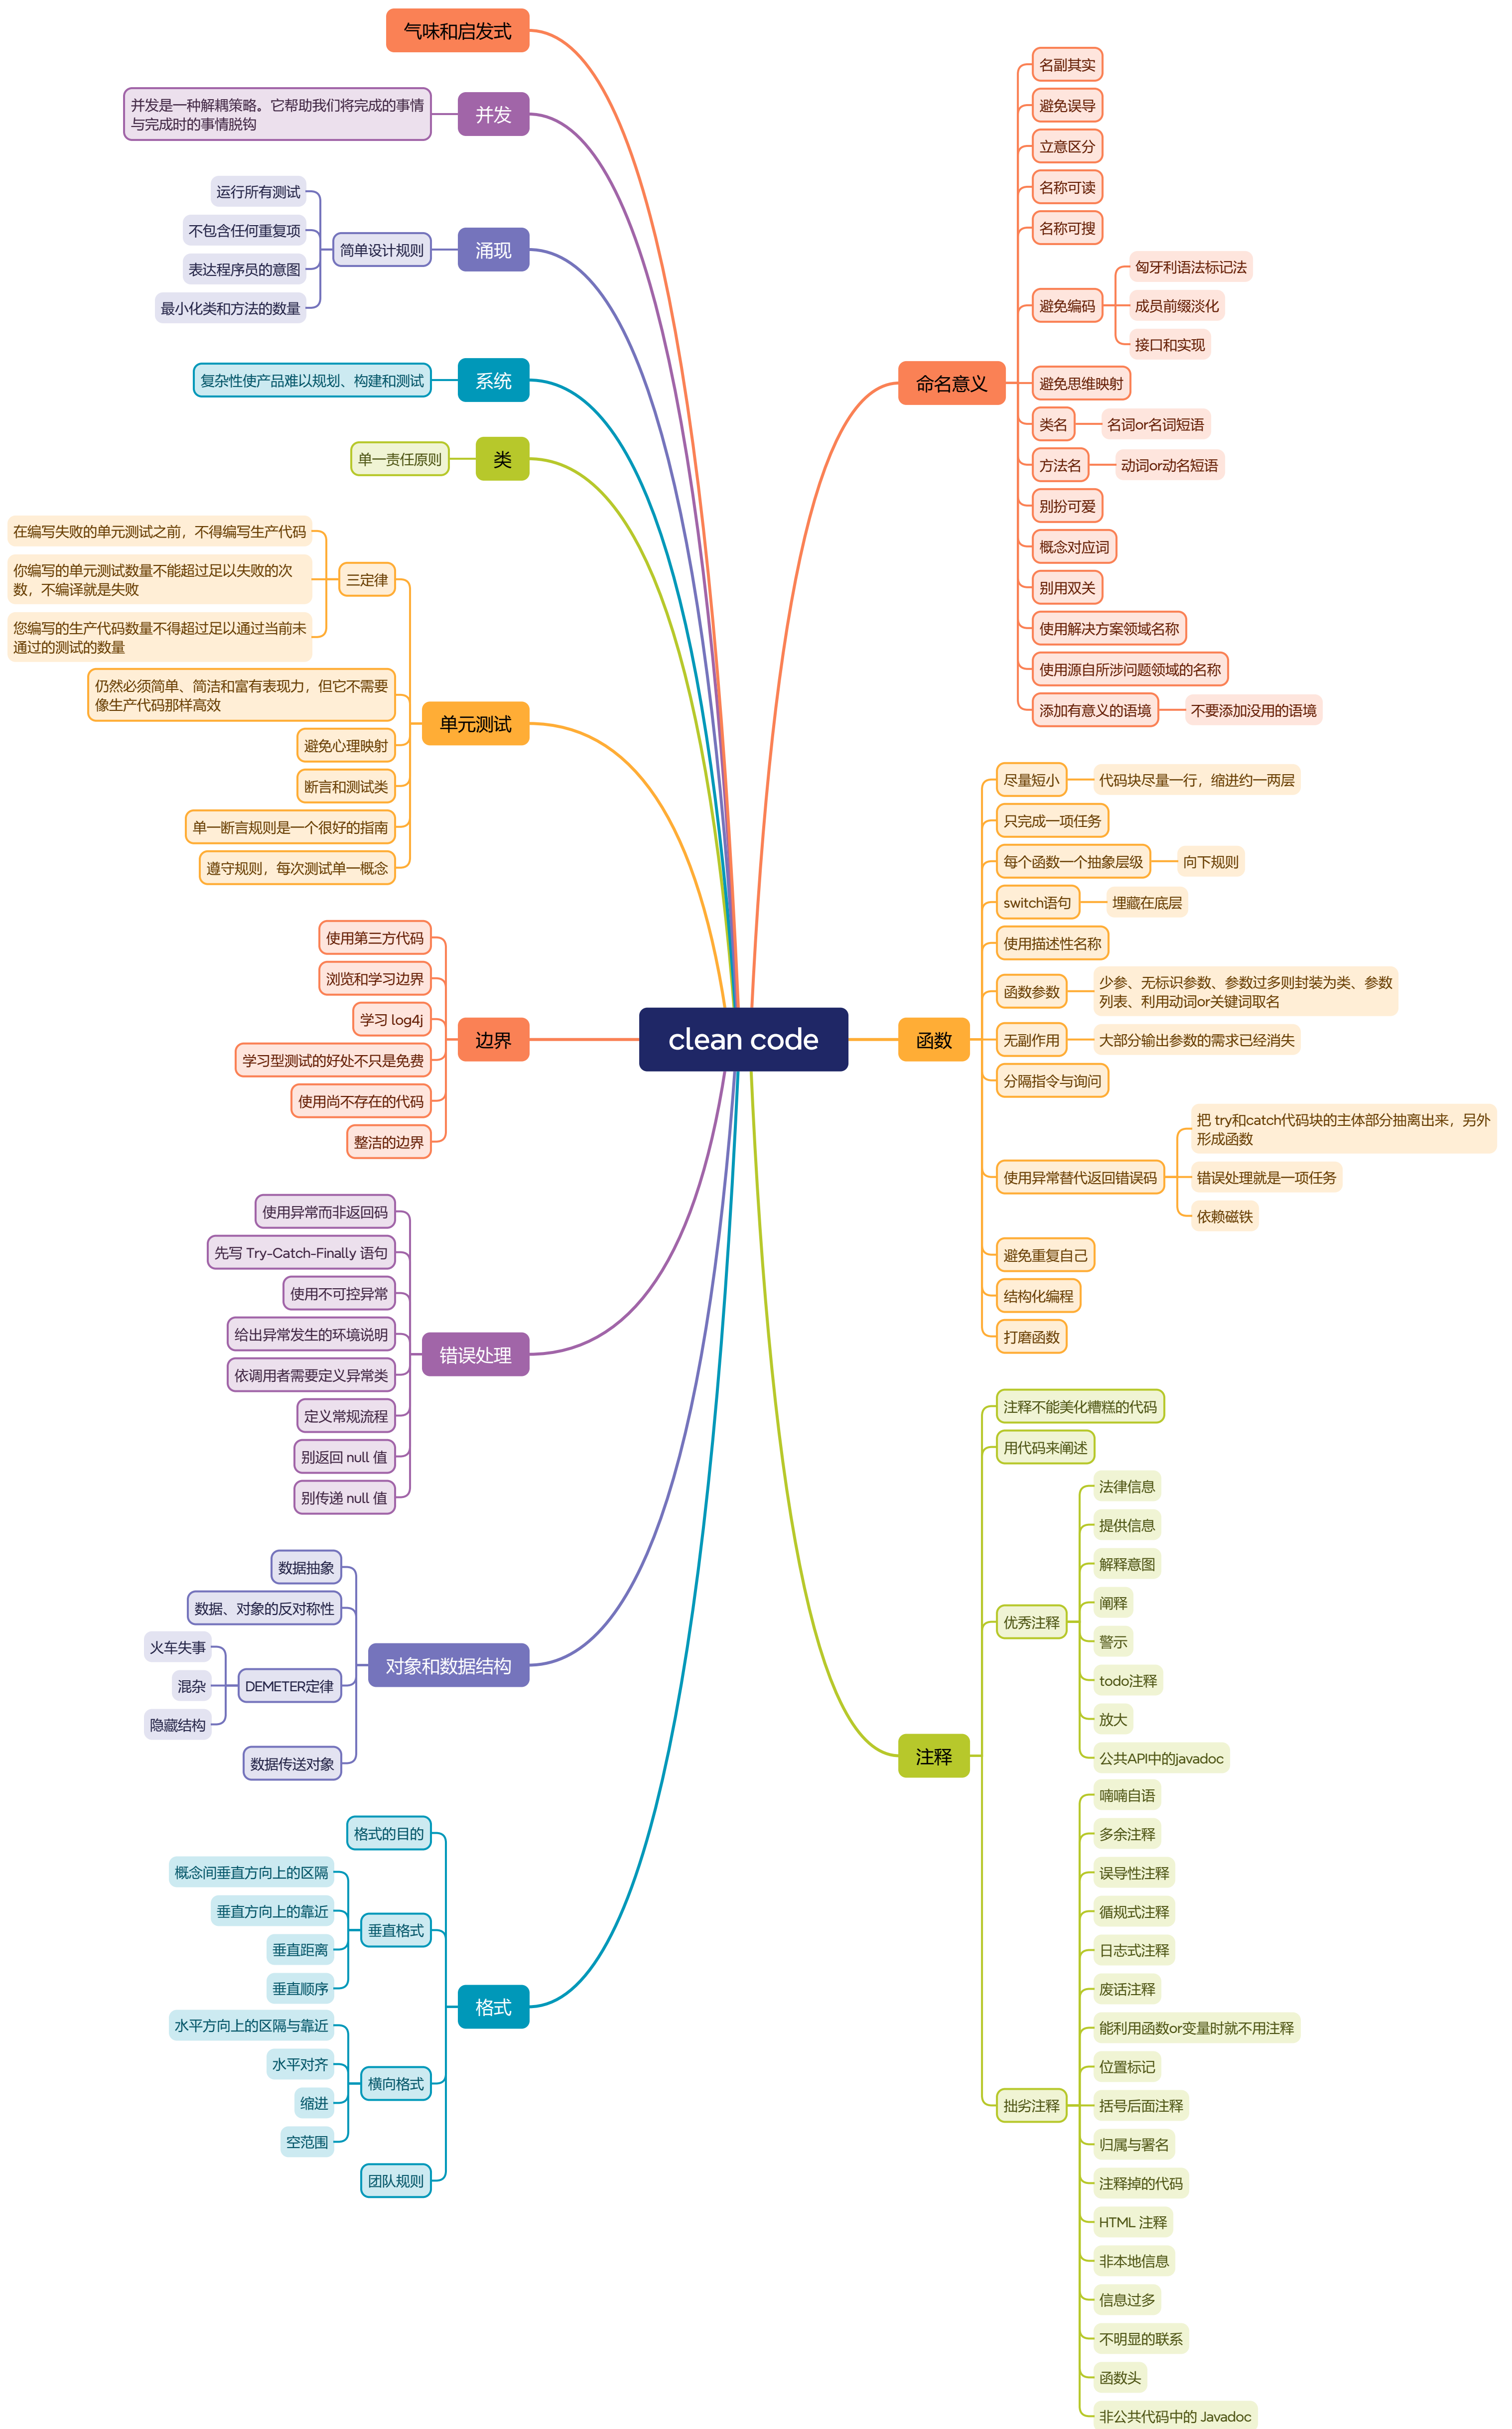 clean code
命名意义
名副其实
避免误导
立意区分
名称可读
名称可搜
避免编码
匈牙利语法标记法
成员前缀淡化
接口和实现
避免思维映射
类名
名词or名词短语
方法名
动词or动名短语
别扮可爱
概念对应词
别用双关
使用解决方案领域名称
使用源自所涉问题领域的名称
添加有意义的语境
不要添加没用的语境
函数
尽量短小
代码块尽量一行，缩进约一两层
只完成一项任务
每个函数一个抽象层级
向下规则
switch语句
埋藏在底层
使用描述性名称
函数参数
少参、无标识参数、参数过多则封装为类、参数
列表、利用动词or关键词取名
无副作用
大部分输出参数的需求已经消失
分隔指令与询问
使用异常替代返回错误码
把 try和catch代码块的主体部分抽离出来，另外
形成函数
错误处理就是一项任务
依赖磁铁
避免重复自己
结构化编程
打磨函数
注释
注释不能美化糟糕的代码
用代码来阐述
优秀注释
法律信息
提供信息
解释意图
阐释
警示
todo注释
放大
公共API中的javadoc
拙劣注释
喃喃自语
多余注释
误导性注释
循规式注释
日志式注释
废话注释
能利用函数or变量时就不用注释
位置标记
括号后面注释
归属与署名
注释掉的代码
HTML 注释
非本地信息
信息过多
不明显的联系
函数头
非公共代码中的 Javadoc
气味和启发式
并发
并发是一种解耦策略。它帮助我们将完成的事情
与完成时的事情脱钩
涌现
简单设计规则
运行所有测试
不包含任何重复项
表达程序员的意图
最小化类和方法的数量
系统
复杂性使产品难以规划、构建和测试
类
单一责任原则
单元测试
三定律
在编写失败的单元测试之前，不得编写生产代码
你编写的单元测试数量不能超过足以失败的次
数，不编译就是失败
您编写的生产代码数量不得超过足以通过当前未
通过的测试的数量
仍然必须简单、简洁和富有表现力，但它不需要
像生产代码那样高效
避免心理映射
断言和测试类
单一断言规则是一个很好的指南
遵守规则，每次测试单一概念
边界
使用第三方代码
浏览和学习边界
学习 log4j
学习型测试的好处不只是免费
使用尚不存在的代码
整洁的边界
错误处理
使用异常而非返回码
先写 Try-Catch-Finally 语句
使用不可控异常
给出异常发生的环境说明
依调用者需要定义异常类
定义常规流程
别返回 null 值
别传递 null 值
对象和数据结构
数据抽象
数据、对象的反对称性
DEMETER定律
火车失事
混杂
隐藏结构
数据传送对象
格式
格式的目的
垂直格式
概念间垂直方向上的区隔
垂直方向上的靠近
垂直距离
垂直顺序
横向格式
水平方向上的区隔与靠近
水平对齐
缩进
空范围
团队规则